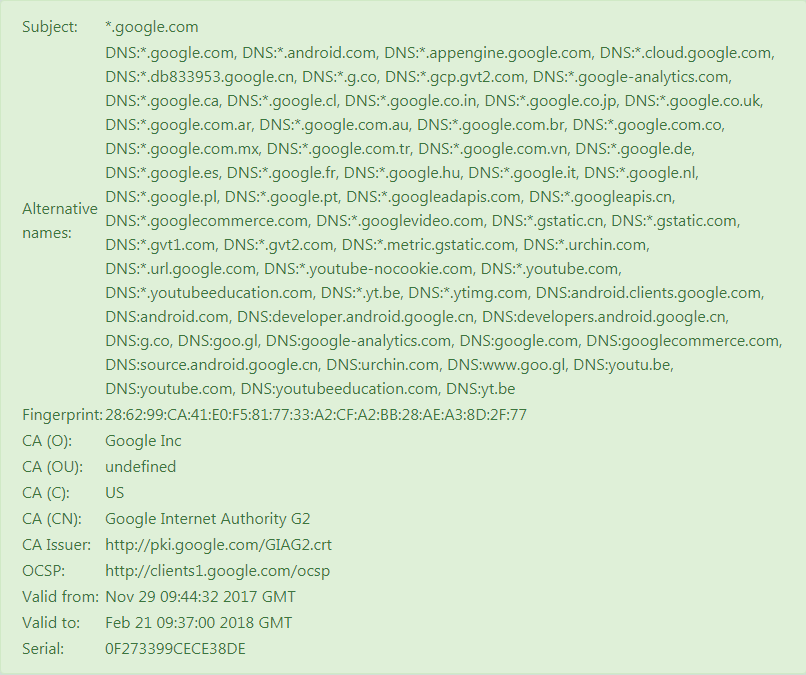 Subject: *.google.com
DNS:*.google.com, DNS:*.android.com, DNS:*.appengine.google.com, DNS:*.cloud.google.com,
DNS:*.db833953.google.cn, DNS:*.g.co, DNS:*.gcp.gvt2.com, DNS:*.google-analytics.com,
DNS:*.google.ca, DNS:*.google.cl, DNS:*.google.co.in, DNS:*.google.co.jp, DNS:*.google.co.uk,
DNS:*.google.com.ar, DNS:*.google.com.au, DNS:*.google.com.br, DNS:*.google.com.co,
DNS:*.google.com.mx, DNS:*.google.com.tr, DNS:*.google.com.vn, DNS:*.google.de,
DNS:*.google.es, DNS:*.google.fr, DNS:*.google.hu, DNS:*.google.it, DNS:*.google.nl,
DNS:*.google.pl, DNS:*.google.pt, DNS:*.googleadapis.com, DNS:*.googleapis.cn,
Alternative names:
DNS:*.googlecommerce.com, DNS:*.googlevideo.com, DNS:*.gstatic.cn, DNS:*.gstatic.com,
DNS:*.gvt1.com, DNS:*.gvt2.com, DNS:*.metric.gstatic.com, DNS:*.urchin.com,
DNS:*.url.google.com, DNS:*.youtube-nocookie.com, DNS:*.youtube.com,
DNS:*.youtubeeducation.com, DNS:*.yt.be, DNS:*.ytimg.com, DNS:android.clients.google.com,
DNS:android.com, DNS:developer.android.google.cn, DNS:developers.android.google.cn,
DNS:g.co, DNS:goo.gl, DNS:google-analytics.com, DNS:google.com, DNS:googlecommerce.com,
DNS:source.android.google.cn, DNS:urchin.com, DNS:www.goo.gl, DNS:youtu.be,
DNS:youtube.com, DNS:youtubeeducation.com, DNS:yt.be
Fingerprint: 28:62:99:CA:41:E0:F5:81:77:33:A2:CF:A2:BB:28:AE:A3:8D:2F:77
CA (O): Google Inc
CA (OU): undefined
CA (C): US
CA (CN): Google Internet Authority G2
CA Issuer: http://pki.google.com/GIAG2.crt
OCSP: http://clients1.google.com/ocsp
Valid from: Nov 29 09:44:32 2017 GMT
Valid to: Feb 21 09:37:00 2018 GMT
Serial: 0F273399CECE38DE